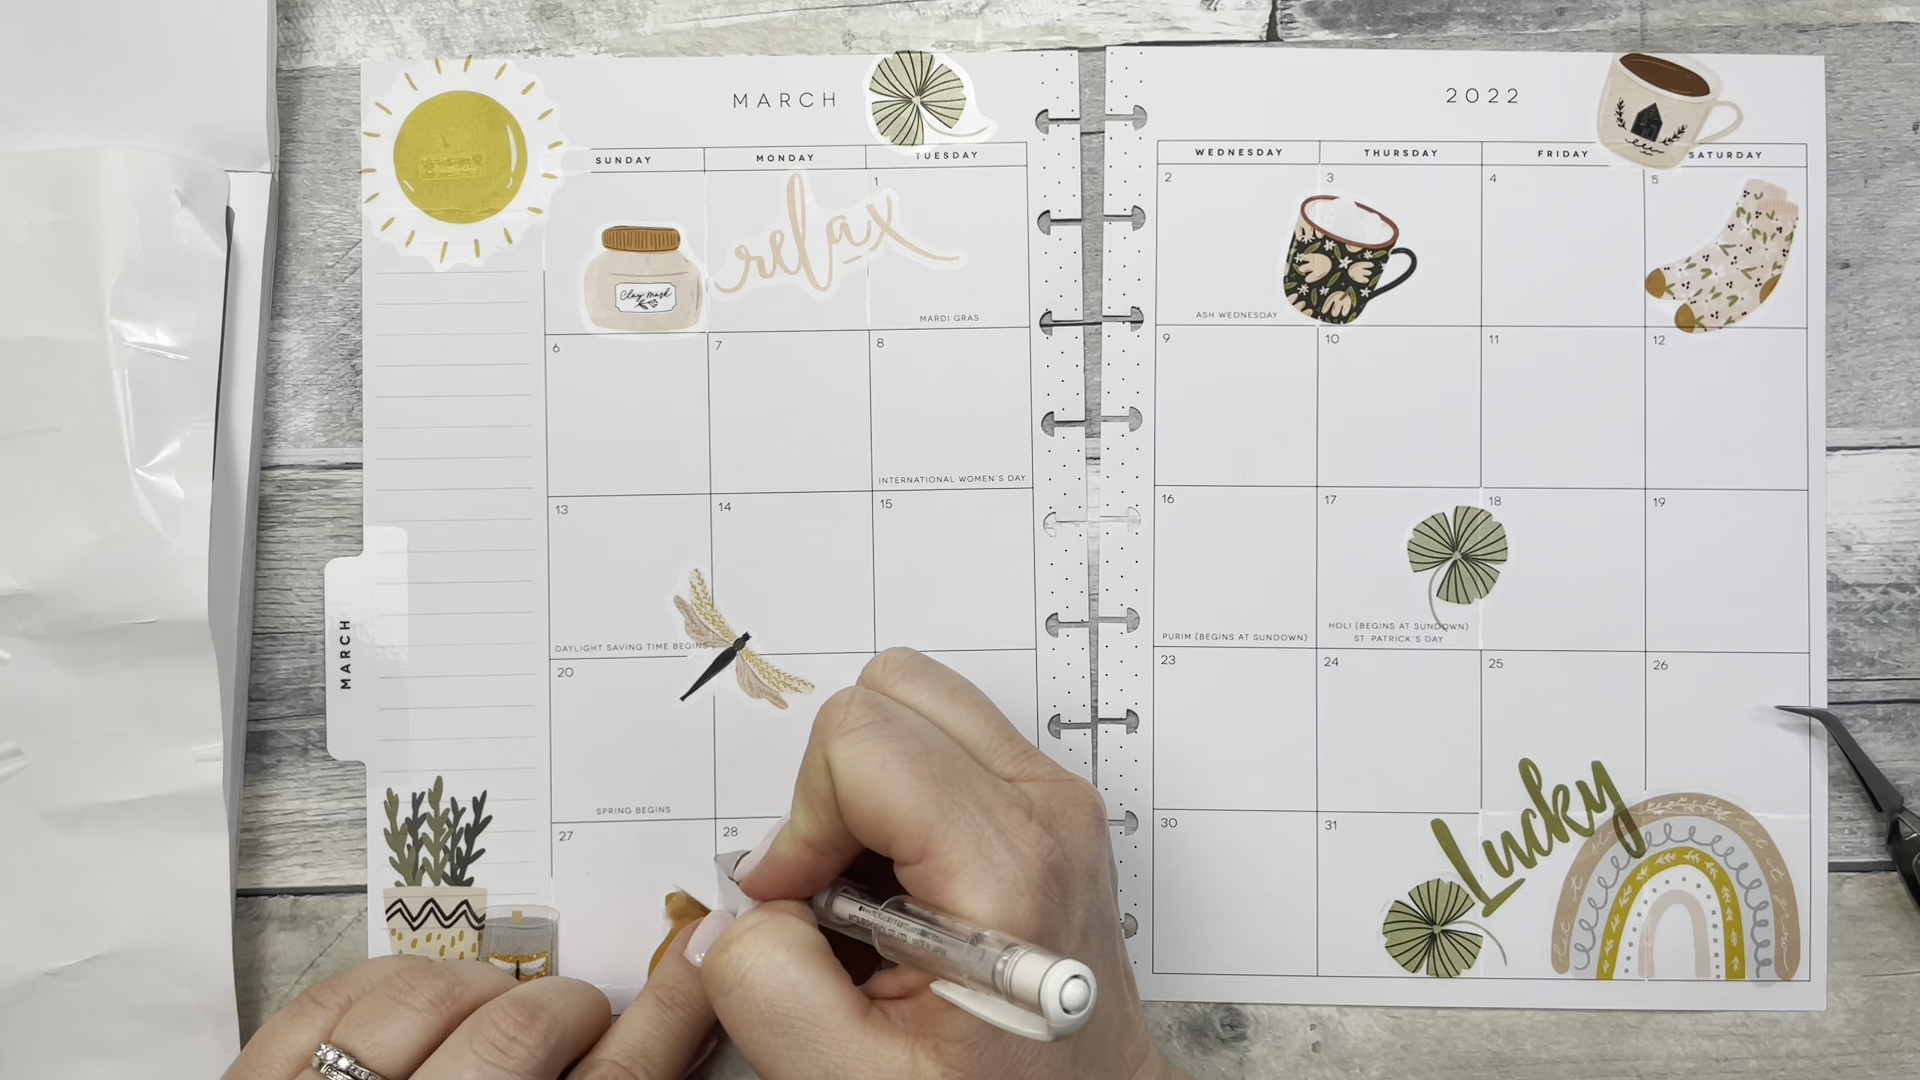 MARCH
2022
SUNDAY MONDAY TUESDAY
WEDNESDAY THURSDAY FRIDAY SATURDAY
1
2 3 4 5
relax
Clay Mask
MARDI GRAS
ASH WEDNESDAY
6 7 8
9 10 11 12
INTERNATIONAL WOMEN'S DAY
13 14 15
16 17 18 19
DAYLIGHT SAVING TIME BEGINS
PURIM (BEGINS AT SUNDOWN)
HOLI (BEGINS AT SUNDOWN)
ST. PATRICK'S DAY
MARCH
20
23 24 25 26
SPRING BEGINS
27 28
30 31
Lucky
let it grow